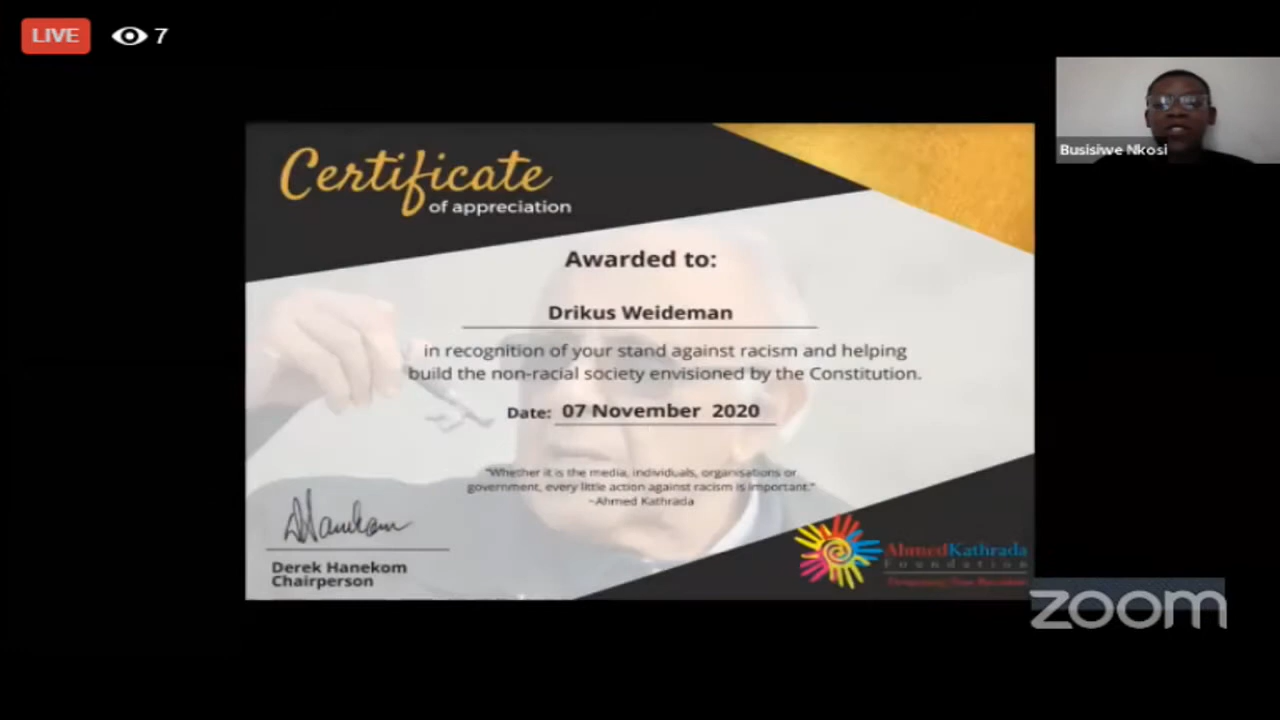 LIVE 7
Busisiwe Nkosi
Certificate
of appreciation
Awarded to:
Drikus Weideman
in recognition of your stand against racism and helping
build the non-racial society envisioned by the Constitution.
Date: 07 November 2020
"Whether it is the media, individuals, organisations or
government, every little action against racism is important."
~Ahmed Kathrada
Derek Hanekom
Chairperson
AhmedKathrada
Foundation
zoom